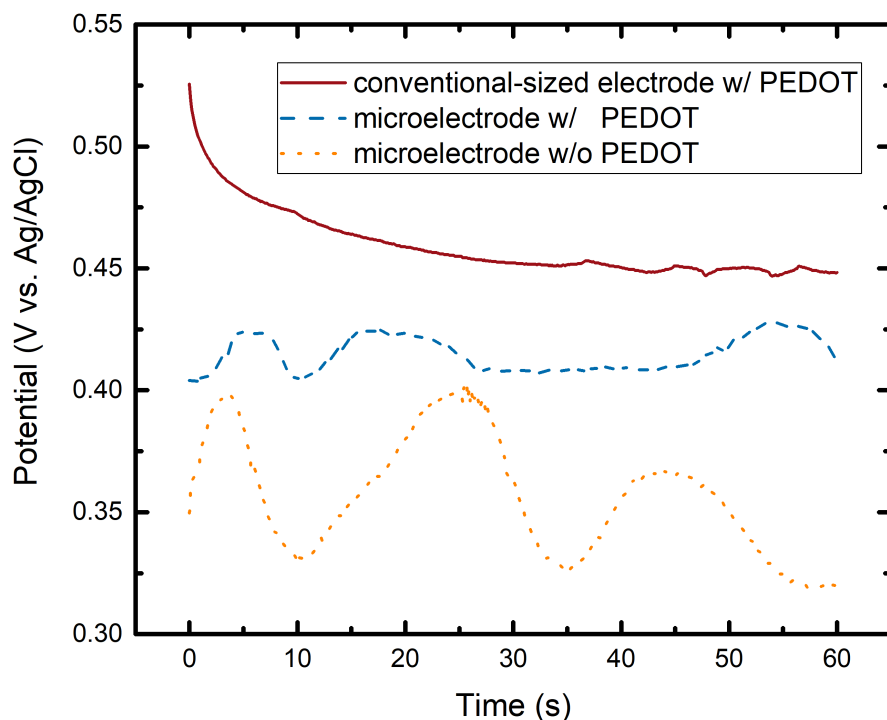 0.55
0.50
0.45
0.40
0.35
0.30
Potential (V vs. Ag/AgCl)
conventional-sized electrode w/ PEDOT
microelectrode w/ PEDOT
microelectrode w/o PEDOT
0 10 20 30 40 50 60
Time (s)